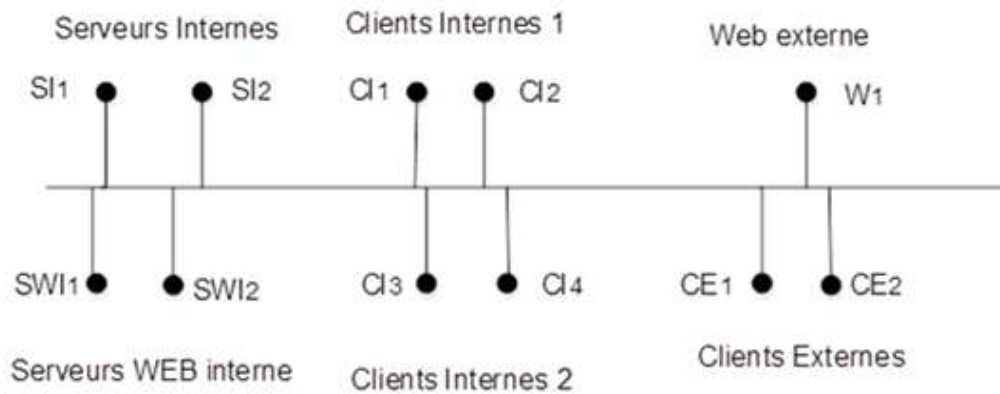 Serveurs Internes
Clients Internes 1
Web externe
SI1
SI2
CI1
CI2
W1
SWI1
SWI2
CI3
CI4
CE1
CE2
Serveurs WEB interne
Clients Internes 2
Clients Externes